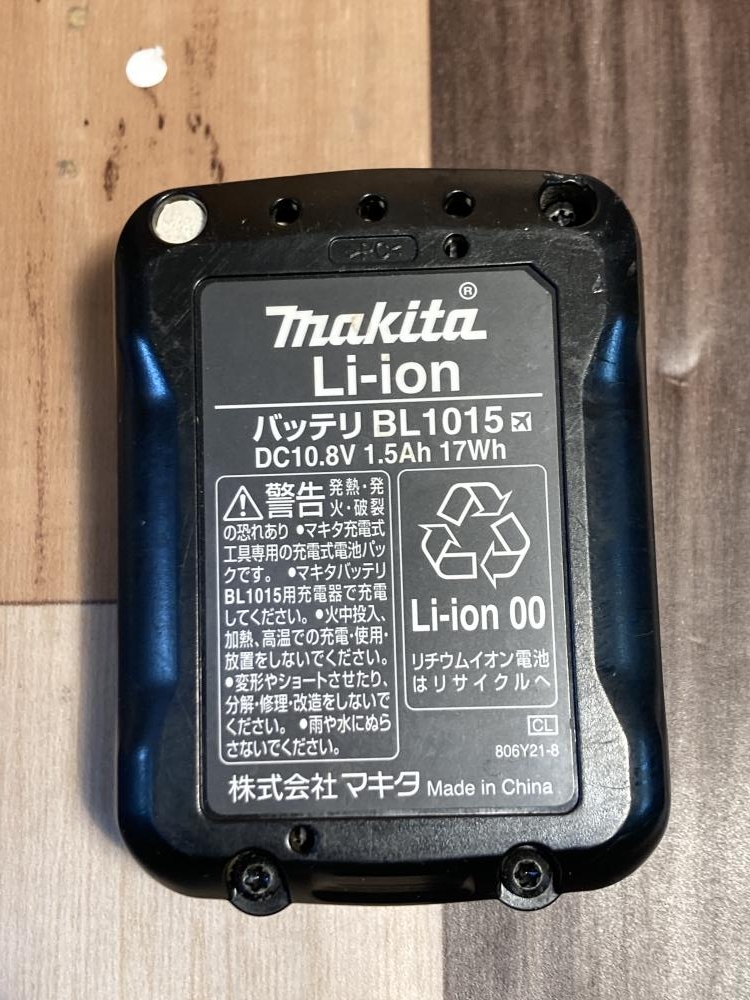 >PC<
makita®
Li-ion
バッテリ BL1015
DC10.8V 1.5Ah 17Wh
警告 発熱・発
火・破裂
の恐れあり ●マキタ充電式
工具専用の充電式電池パッ
クです。 ●マキタバッテリ
BL1015用充電器で充電
してください。 ●火中投入、
加熱、高温での充電・使用・
放置をしないでください。
●変形やショートさせたり、
分解・修理・改造をしないで
ください。 ●雨や水にぬら
さないでください。
Li-ion 00
リチウムイオン電池
はリサイクルへ
CL
806Y21-8
株式会社マキタ Made in China